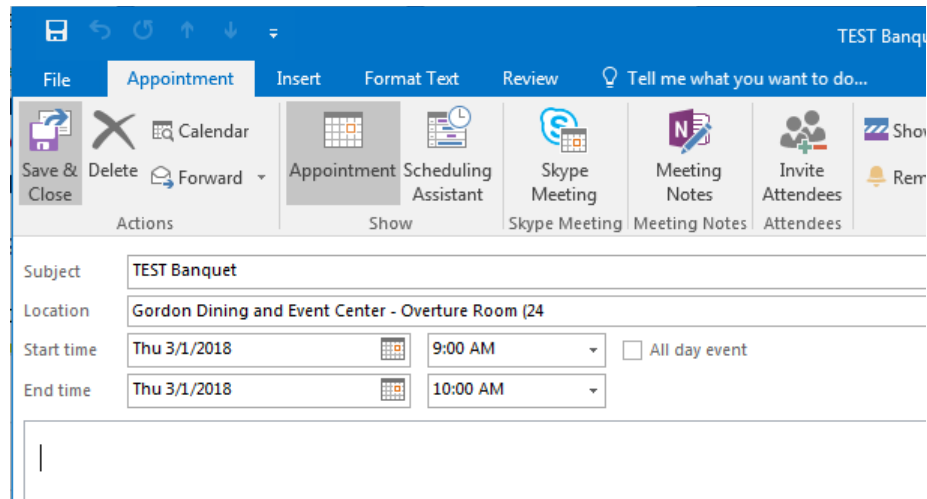 TEST Banqu
File Appointment Insert Format Text Review Tell me what you want to do...
Save & Close
Delete
Calendar
Forward
Appointment
Scheduling Assistant
Skype Meeting
N
Meeting Notes
Invite Attendees
Show
Rem
Actions Show Skype Meeting Meeting Notes Attendees
Subject TEST Banquet
Location Gordon Dining and Event Center - Overture Room (24
Start time Thu 3/1/2018 9:00 AM All day event
End time Thu 3/1/2018 10:00 AM